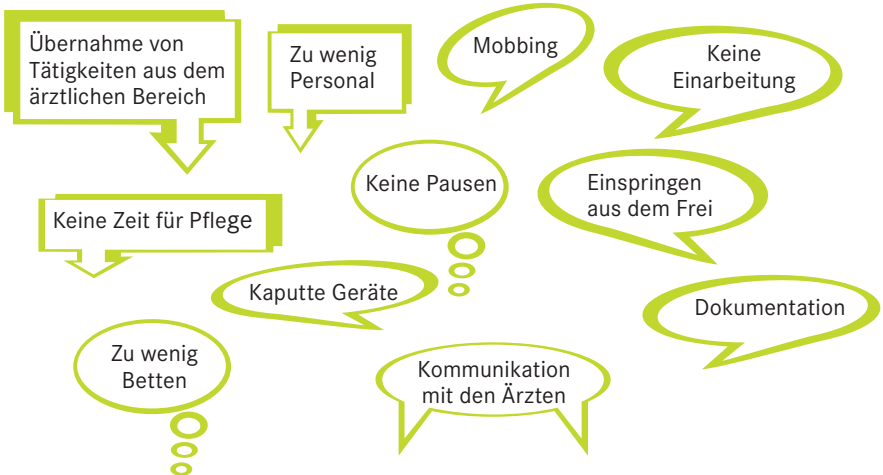 Übernahme von
Tätigkeiten aus dem
ärztlichen Bereich
Zu wenig
Personal
Mobbing
Keine
Einarbeitung
Keine Pausen
Einspringen
aus dem Frei
Keine Zeit für Pflege
Kaputte Geräte
Dokumentation
Zu wenig
Betten
Kommunikation
mit den Ärzten